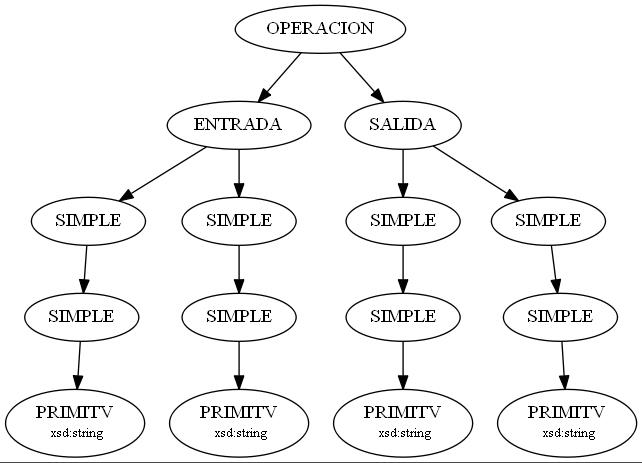 OPERACION
ENTRADA
SALIDA
SIMPLE
SIMPLE
SIMPLE
SIMPLE
SIMPLE
SIMPLE
SIMPLE
SIMPLE
PRIMITV
xsd:string
PRIMITV
xsd:string
PRIMITV
xsd:string
PRIMITV
xsd:string